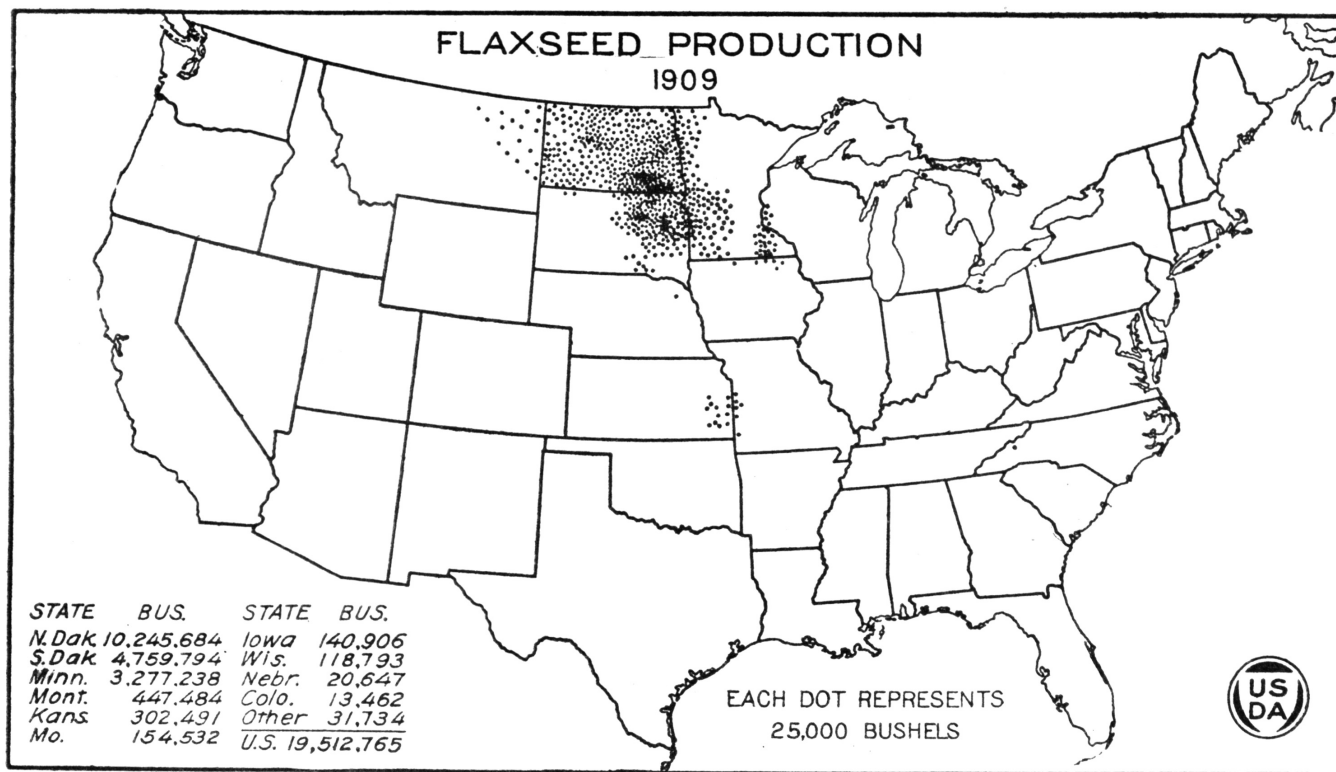 FLAXSEED PRODUCTION
1909
STATE BUS. STATE BUS.
N.Dak. 10,245,684 Iowa 140,906
S.Dak. 4,759,794 Wis. 118,793
Minn. 3,277,238 Nebr. 20,647
Mont. 447,484 Colo. 13,462
Kans. 302,491 Other 31,734
Mo. 154,532 U.S. 19,512,765
EACH DOT REPRESENTS
25,000 BUSHELS
US
DA